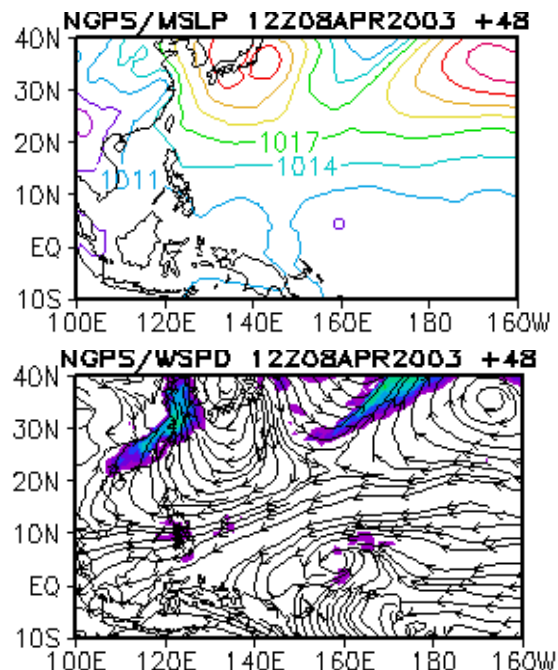 NGPS/MSLP 12Z08APR2003 +48
40N
30N
20N
10N
EQ
10S
1017
1014
1011
100E 120E 140E 160E 180 160W
NGPS/WSPD 12Z08APR2003 +48
40N
30N
20N
10N
EQ
10S
100E 120E 140E 160E 180 160W